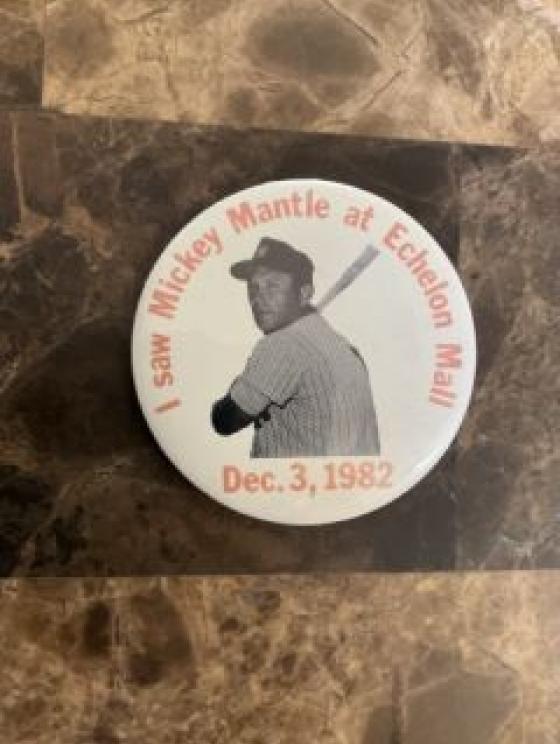 I saw Mickey Mantle at Echelon Mall
Dec. 3, 1982